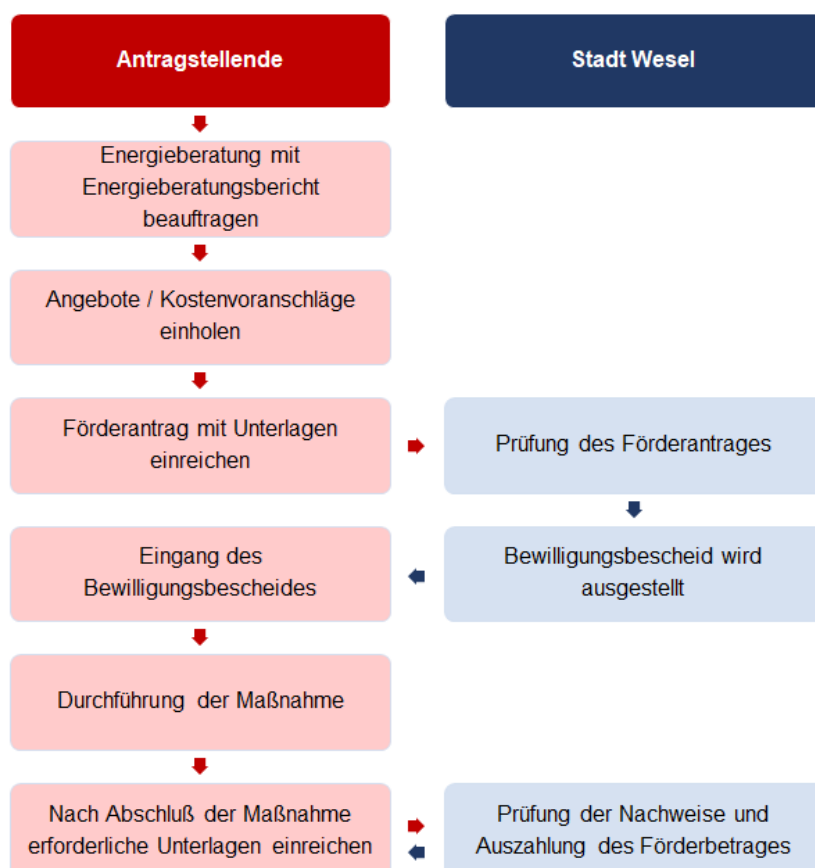 Antragstellende
Stadt Wesel
Energieberatung mit
Energieberatungsbericht
beauftragen
Angebote / Kostenvoranschläge
einholen
Förderantrag mit Unterlagen
einreichen
Prüfung des Förderantrages
Bewilligungsbescheid wird
ausgestellt
Eingang des
Bewilligungsbescheides
Durchführung der Maßnahme
Nach Abschluß der Maßnahme
erforderliche Unterlagen einreichen
Prüfung der Nachweise und
Auszahlung des Förderbetrages